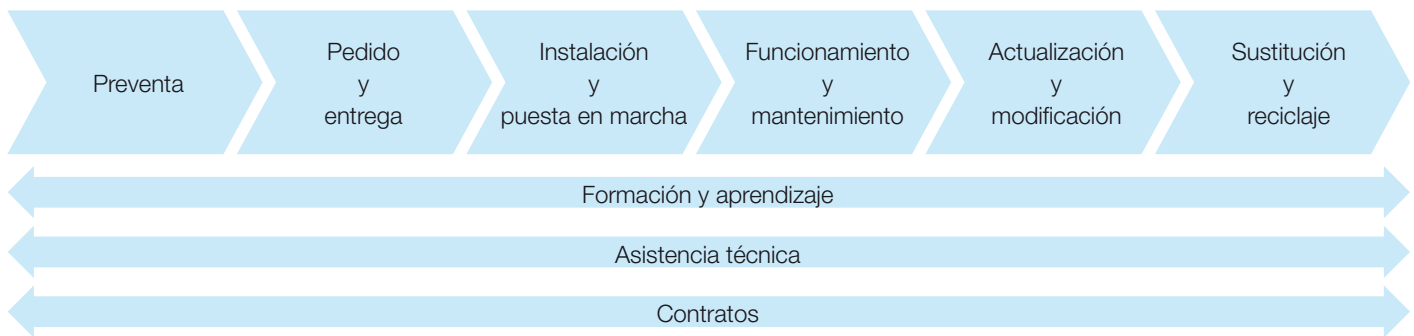 Preventa
Pedido
y
entrega
Instalación
y
puesta en marcha
Funcionamiento
y
mantenimiento
Actualización
y
modificación
Sustitución
y
reciclaje
Formación y aprendizaje
Asistencia técnica
Contratos